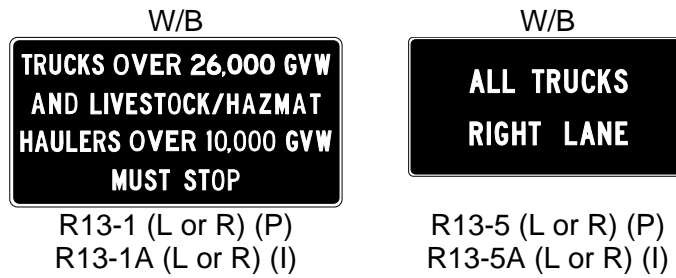 W/B
TRUCKS OVER 26,000 GVW
AND LIVESTOCK/HAZMAT
HAULERS OVER 10,000 GVW
MUST STOP
R13-1 (L or R) (P)
R13-1A (L or R) (I)
W/B
ALL TRUCKS
RIGHT LANE
R13-5 (L or R) (P)
R13-5A (L or R) (I)